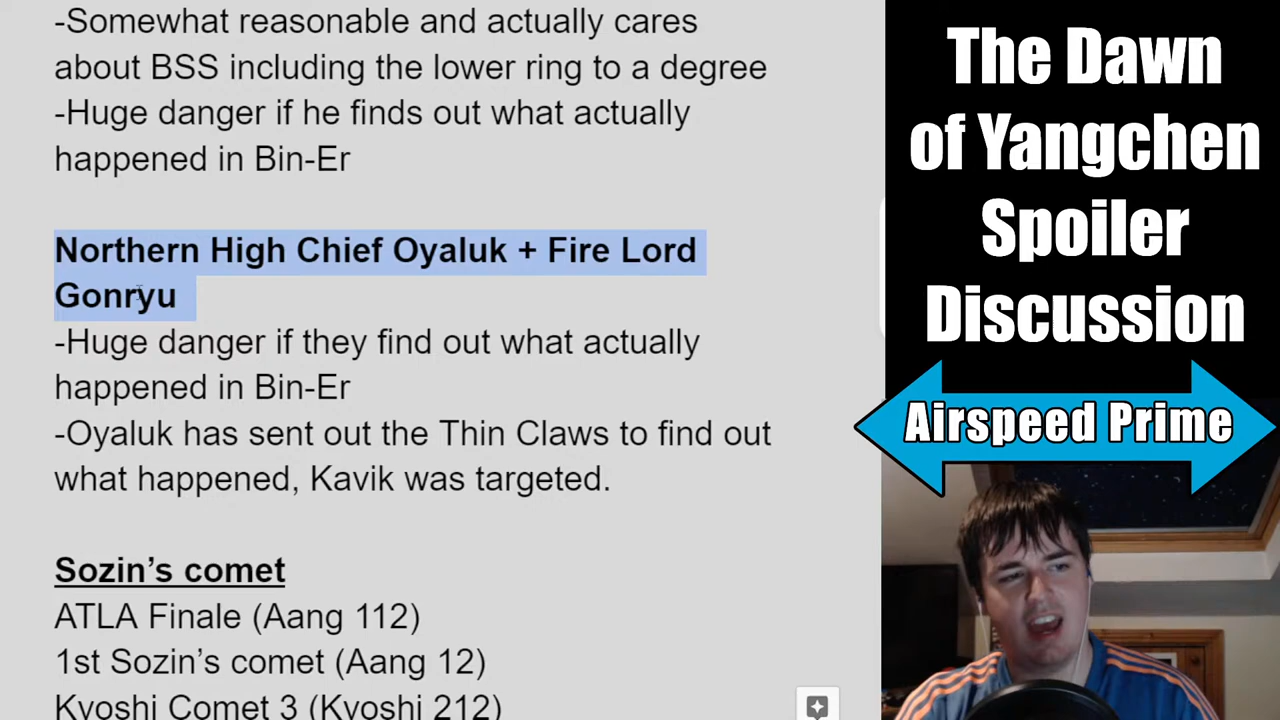 -Somewhat reasonable and actually cares
about BSS including the lower ring to a degree
-Huge danger if he finds out what actually
happened in Bin-Er
Northern High Chief Oyaluk + Fire Lord
Gonryu
-Huge danger if they find out what actually
happened in Bin-Er
-Oyaluk has sent out the Thin Claws to find out
what happened, Kavik was targeted.
Sozin’s comet
ATLA Finale (Aang 112)
1st Sozin’s comet (Aang 12)
Kyoshi Comet 3 (Kyoshi 212)
The Dawn
of Yangchen
Spoiler
Discussion
Airspeed Prime